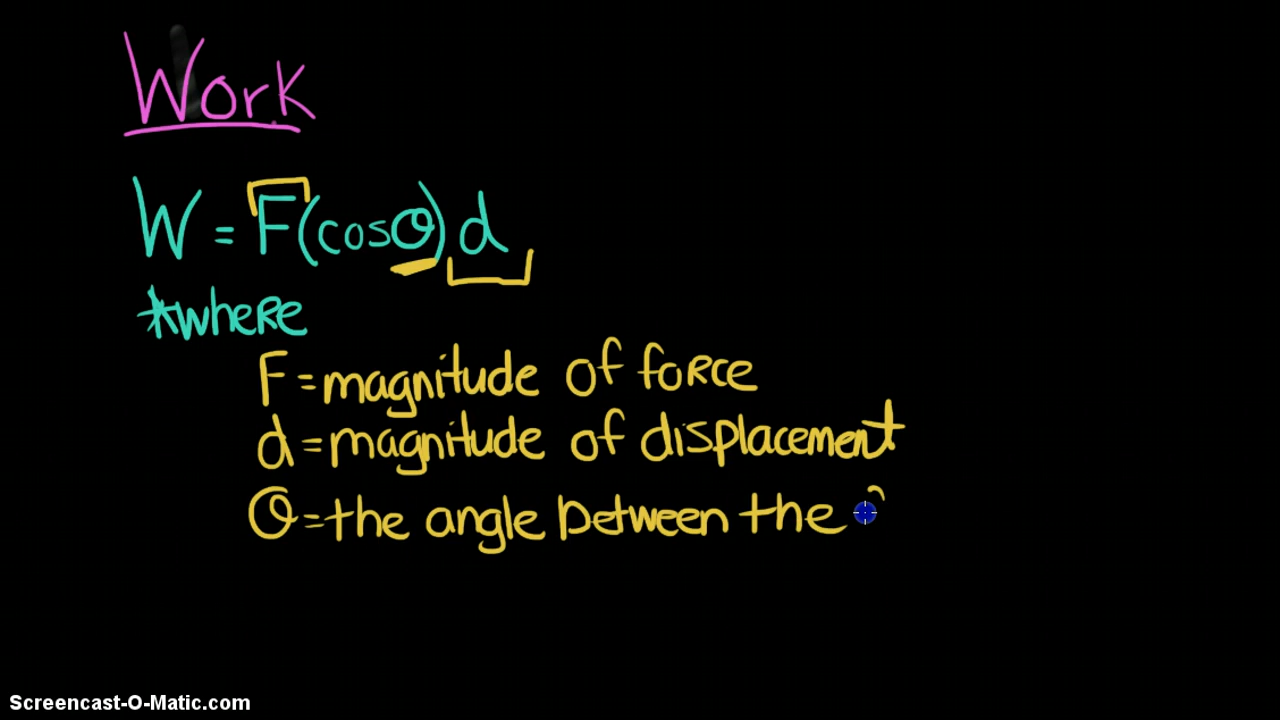 Work
W = F(cosθ)d
*where
F = magnitude of force
d = magnitude of displacement
θ = the angle between the
Screencast-O-Matic.com